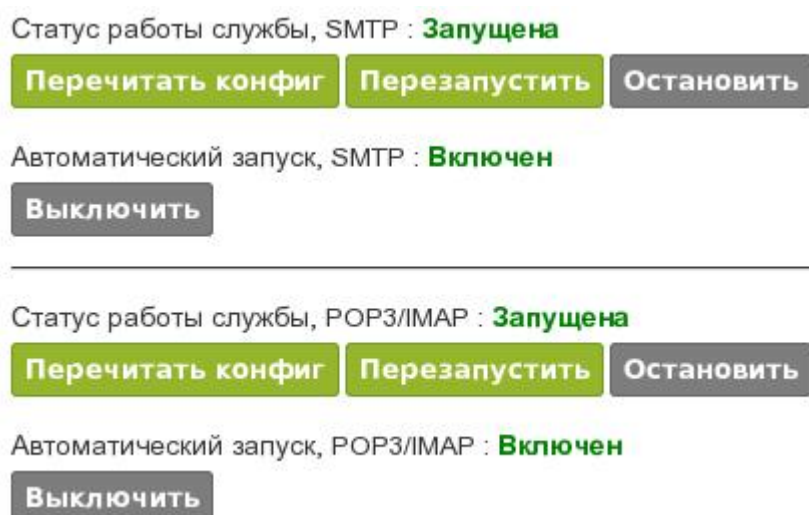 Статус работы службы, SMTP : Запущена
Перечитать конфиг Перезапустить Остановить
Автоматический запуск, SMTP : Включен
Выключить
Статус работы службы, POP3/IMAP : Запущена
Перечитать конфиг Перезапустить Остановить
Автоматический запуск, POP3/IMAP : Включен
Выключить